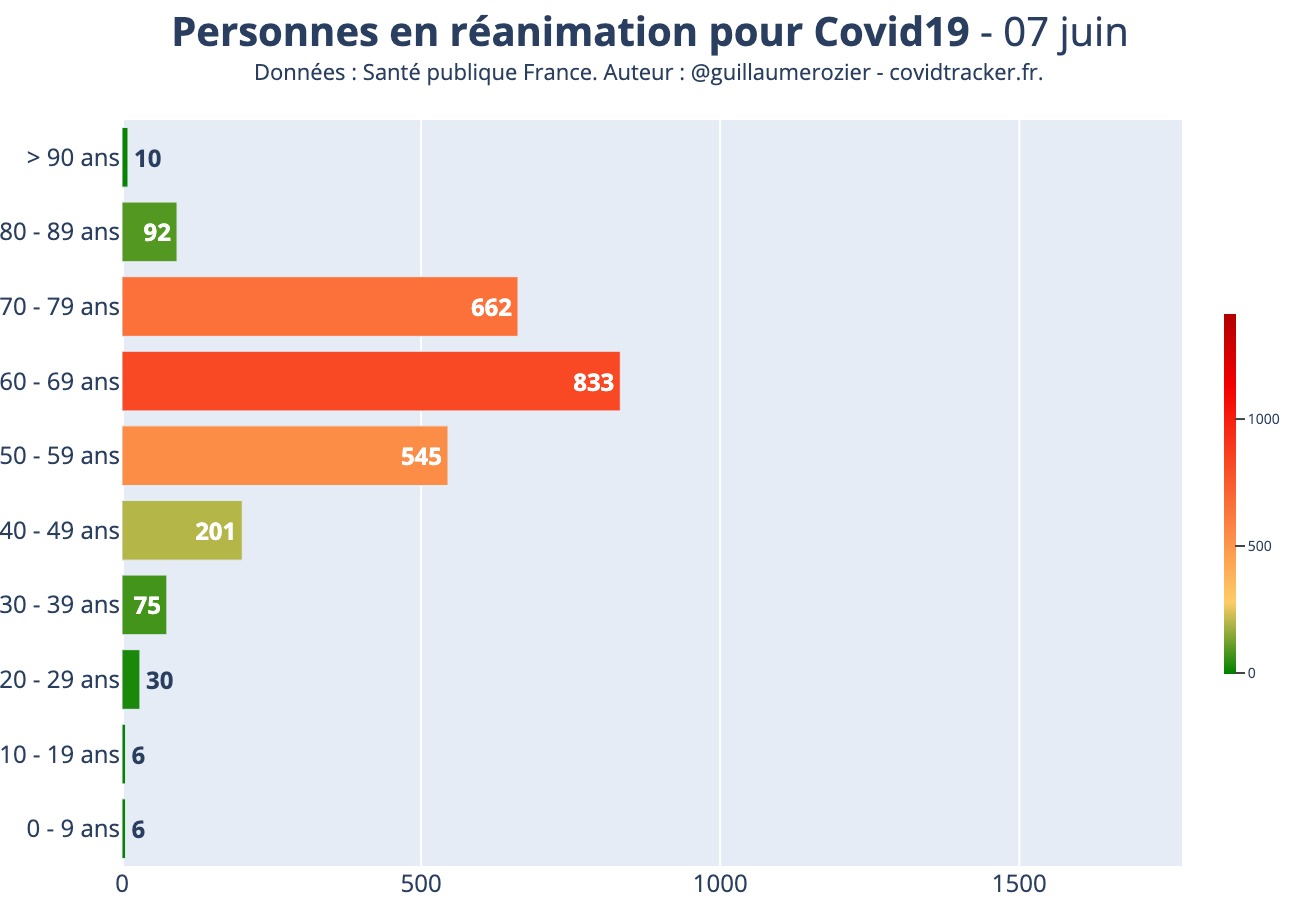 Personnes en réanimation pour Covid19 - 07 juin
Données : Santé publique France. Auteur : @guillaumerozier - covidtracker.fr.
> 90 ans 10
80 - 89 ans 92
70 - 79 ans 662
60 - 69 ans 833
50 - 59 ans 545
40 - 49 ans 201
30 - 39 ans 75
20 - 29 ans 30
10 - 19 ans 6
0 - 9 ans 6
0 500 1000 1500
1000
500
0